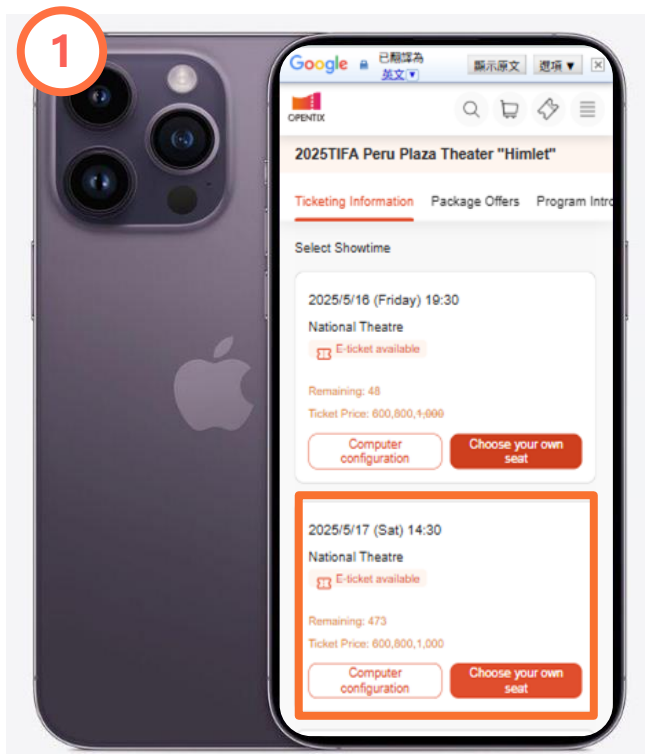 1
Google 已翻譯為 英文 ▼ 顯示原文 選項 ▼
OPENTIX
2025TIFA Peru Plaza Theater "Himlet"
Ticketing Information Package Offers Program Intro
Select Showtime
2025/5/16 (Friday) 19:30
National Theatre
E-ticket available
Remaining: 48
Ticket Price: 600,800,1,000
Computer configuration
Choose your own seat
2025/5/17 (Sat) 14:30
National Theatre
E-ticket available
Remaining: 473
Ticket Price: 600,800,1,000
Computer configuration
Choose your own seat